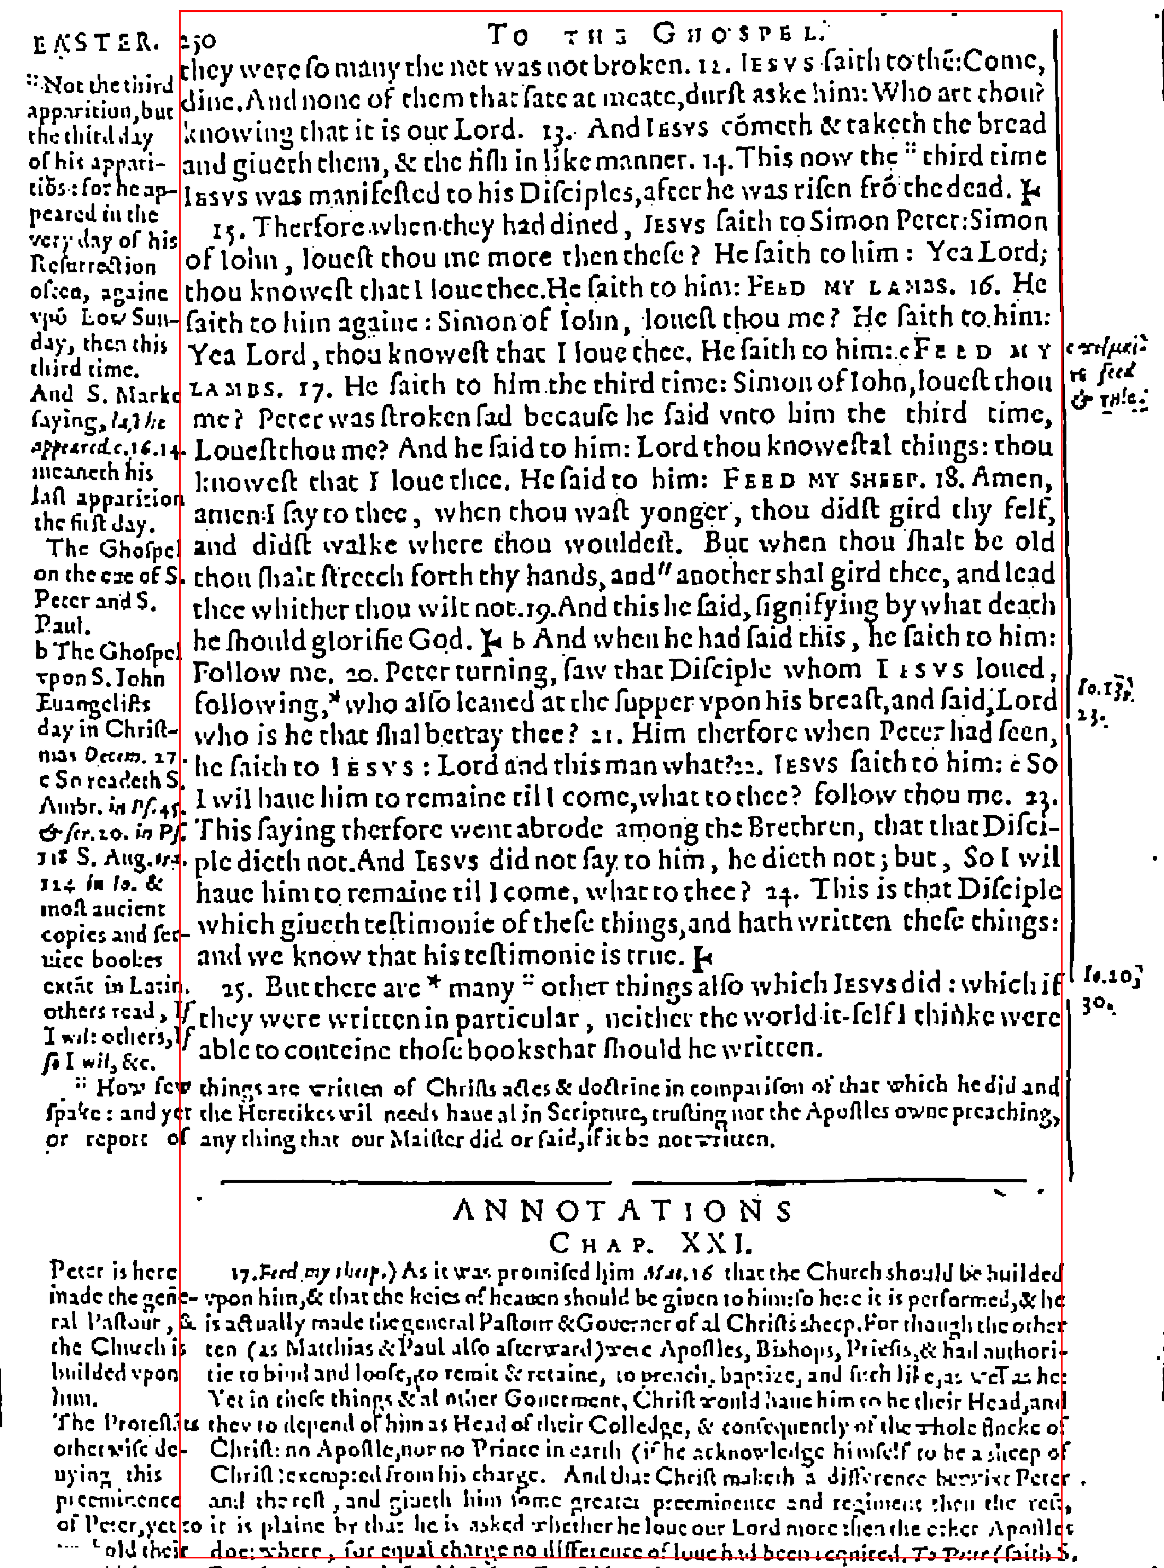 EASTER. 250 TO THE GHOSPEL.
they were ſo many the net was not broken. 12. IESVS ſaith to thē: Come,
dine. And none of them that ſate at meate, durſt aske him: Who art thou?
knowing that it is our Lord. 13. And IESVS cōmeth & taketh the bread
and giueth them, & the fiſh in like manner. 14. This now the :: third time
IESVS was manifeſted to his Diſciples, after he was riſen frō the dead.
15. Therfore when they had dined, IESVS ſaith to Simon Peter: Simon
of Iohn, loueſt thou me more then theſe? He ſaith to him: Yea Lord;
thou knoweſt that I loue thee. He ſaith to him: FEED MY LAMBS. 16. He
ſaith to him againe: Simon of Iohn, loueſt thou me? He ſaith to him:
Yea Lord, thou knoweſt that I loue thee. He ſaith to him: c FEED MY
LAMBS. 17. He ſaith to him the third time: Simon of Iohn, loueſt thou
me? Peter was ſtroken ſad becauſe he ſaid vnto him the third time,
Loueſt thou me? And he ſaid to him: Lord thou knoweſt al things: thou
knoweſt that I loue thee. He ſaid to him: FEED MY SHEEP. 18. Amen,
amen I ſay to thee, when thou waſt yonger, thou didſt gird thy ſelf,
and didſt walke where thou wouldeſt. But when thou ſhalt be old
thou ſhalt ſtretch forth thy hands, and " another shal gird thee, and lead
thee whither thou wilt not. 19. And this he ſaid, ſignifying by what death
he ſhould glorifie God. b And when he had ſaid this, he ſaith to him:
Follow me. 20. Peter turning, ſaw that Diſciple whom IESVS loued,
following, * who alſo leaned at the ſupper vpon his breaſt, and ſaid, Lord
who is he that ſhal betray thee? 21. Him therfore when Peter had ſeen,
he ſaith to IESVS: Lord and this man what? 22. IESVS ſaith to him: c So
I wil haue him to remaine til I come, what to thee? follow thou me. 23.
This ſaying therfore went abrode among the Brethren, that that Diſci-
ple dieth not. And IESVS did not ſay to him, he dieth not; but, So I wil
haue him to remaine til I come, what to thee? 24. This is that Diſciple
which giueth teſtimonie of theſe things, and hath written theſe things:
and we know that his teſtimonie is true.
25. But there are * many :: other things alſo which IESVS did: which if
they were written in particular, neither the world it-ſelf I thinke were
able to conteine thoſe books that ſhould be written.
:: Not the third
apparition, but
the third day
of his appari-
tiōs: for he ap-
peared in the
very day of his
Reſurrection
often, againe
vpō Low Sun-
day, then this
third time.
And S. Marke
ſaying, laſt he
appeared c. 16. 14.
meaneth his
laſt apparition
the firſt day.
The Ghoſpel
on the eue of S.
Peter and S.
Paul.
b The Ghoſpel
vpon S. Iohn
Euangeliſts
day in Chriſt-
mas Decem. 27.
c So readeth S.
Ambr. in Pſ. 45.
& ſer. 20. in Pſ.
118 S. Aug. tra.
124 in Io. &
moſt ancient
copies and ſer-
uice bookes
extāt in Latin.
others read, If
I wil: others, If
ſo I wil, &c.
feed
&
Io. 13,
23.
Io. 20,
30.
:: How few things are written of Chriſts actes & doctrine in compariſon of that which he did and
ſpake: and yet the Heretikes wil needs haue al in Scripture, truſting not the Apoſtles owne preaching,
or report of any thing that our Maiſter did or ſaid, if it be not written.
ANNOTATIONS
CHAP. XXI.
17. Feed my ſheep.) As it was promiſed him Mat. 16 that the Church should be builded
vpon him, & that the keies of heauen should be giuen to him: ſo here it is performed, & he
is actually made the general Paſtour & Gouerner of al Chriſts sheep. For though the other
ten (as Matthias & Paul alſo afterward) were Apoſtles, Bishops, Prieſts, & had authori-
tie to bind and looſe, to remit & retaine, to preach, baptize, and ſuch like, as wel as he:
Yet in theſe things & al other Gouerment, Chriſt would haue him to be their Head, and
they to depend of him as Head of their Colledge, & conſequently of the whole flocke of
Chriſt: no Apoſtle, nor no Prince in earth (if he acknowledge himſelf to be a sheep of
Chriſt) exempted from his charge. And that Chriſt maketh a difference betwixt Peter
and the reſt, and giueth him ſome greater preeminence and regiment then the reſt,
it is plaine by that he is asked whether he loue our Lord more then the other Apoſtles
doe: where, for equal charge no difference of loue had been required. To Peter (ſaith S.
Peter is here
made the gene-
ral Paſtour, &
the Church is
builded vpon
him.
The Proteſtāts
otherwiſe de-
nying this
preeminence
of Peter, yet to
old their